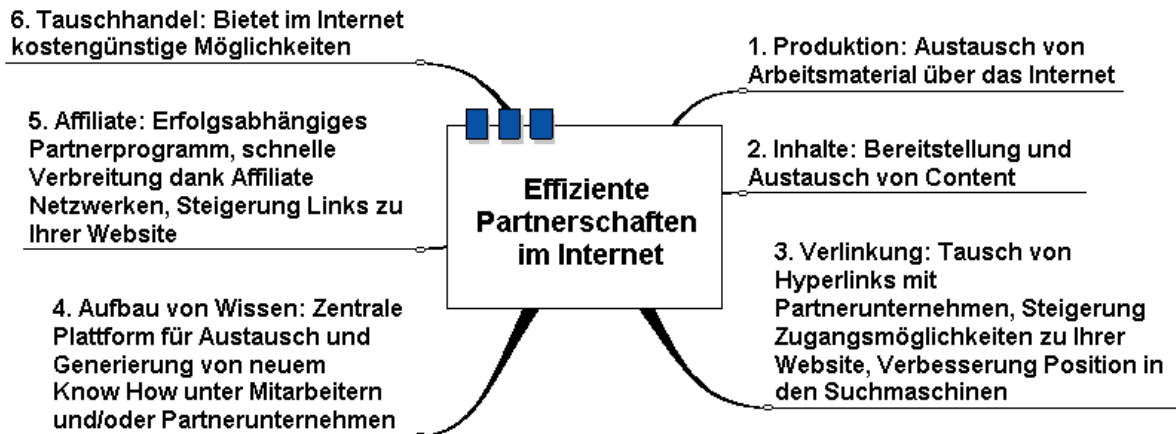 Effiziente
Partnerschaften
im Internet
1. Produktion: Austausch von
Arbeitsmaterial über das Internet
2. Inhalte: Bereitstellung und
Austausch von Content
3. Verlinkung: Tausch von
Hyperlinks mit
Partnerunternehmen, Steigerung
Zugangsmöglichkeiten zu Ihrer
Website, Verbesserung Position in
den Suchmaschinen
4. Aufbau von Wissen: Zentrale
Plattform für Austausch und
Generierung von neuem
Know How unter Mitarbeitern
und/oder Partnerunternehmen
5. Affiliate: Erfolgsabhängiges
Partnerprogramm, schnelle
Verbreitung dank Affiliate
Netzwerken, Steigerung Links zu
Ihrer Website
6. Tauschhandel: Bietet im Internet
kostengünstige Möglichkeiten